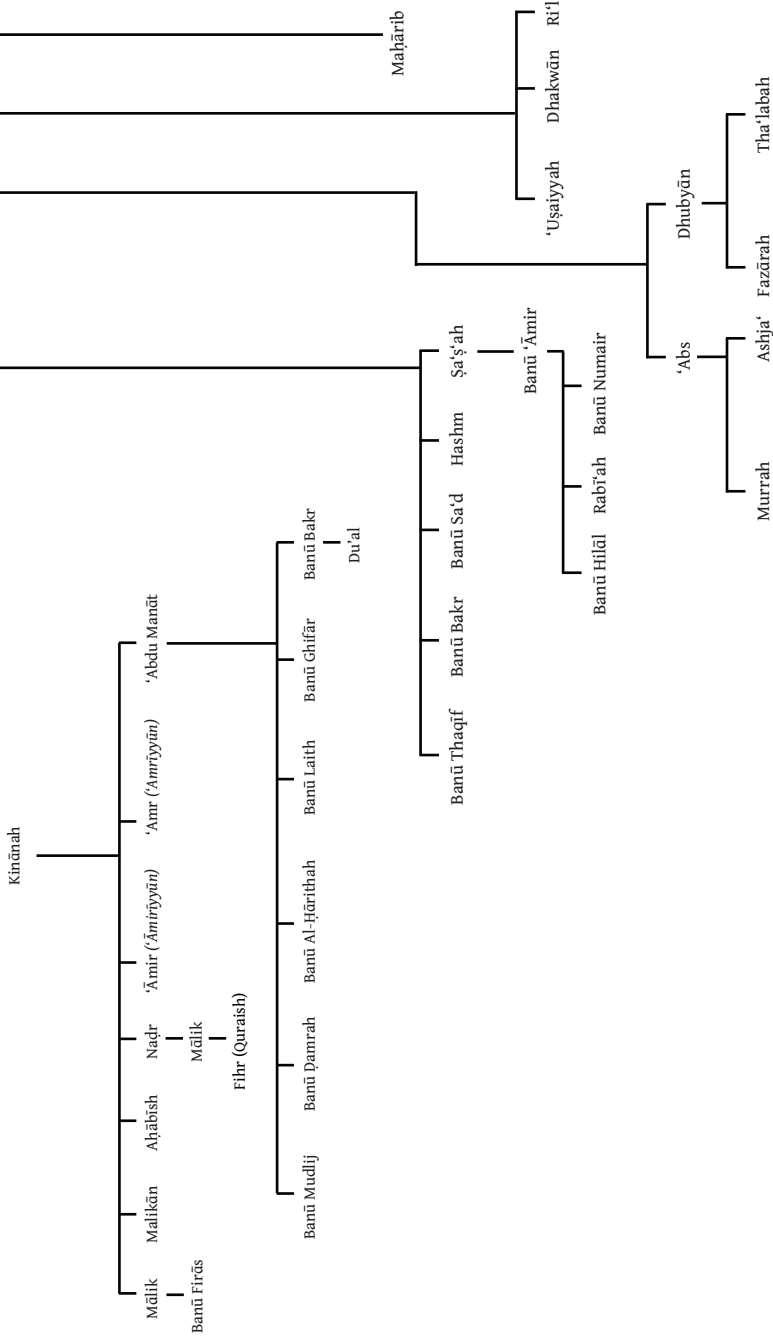 Kinānah
Mālik
Malikān
Aḥābīsh
Naḍr
‘Āmir (‘Āmirīyyūn)
‘Amr (‘Amrīyyūn)
‘Abdu Manāt
Banū Firās
Mālik
Fihr (Quraish)
Banū Mudlij
Banū Ḍamrah
Banū Al-Ḥārithah
Banū Laith
Banū Ghifār
Banū Bakr
Du’al
Maḥārib
Banū Thaqīf
Banū Bakr
Banū Sa‘d
Hashm
Ṣa‘ṣ‘ah
Banū ‘Āmir
‘Uṣaiyyah
Dhakwān
Ri‘l
Banū Hilāl
Rabī‘ah
Banū Numair
‘Abs
Dhubyān
Murrah
Ashja‘
Fazārah
Tha‘labah